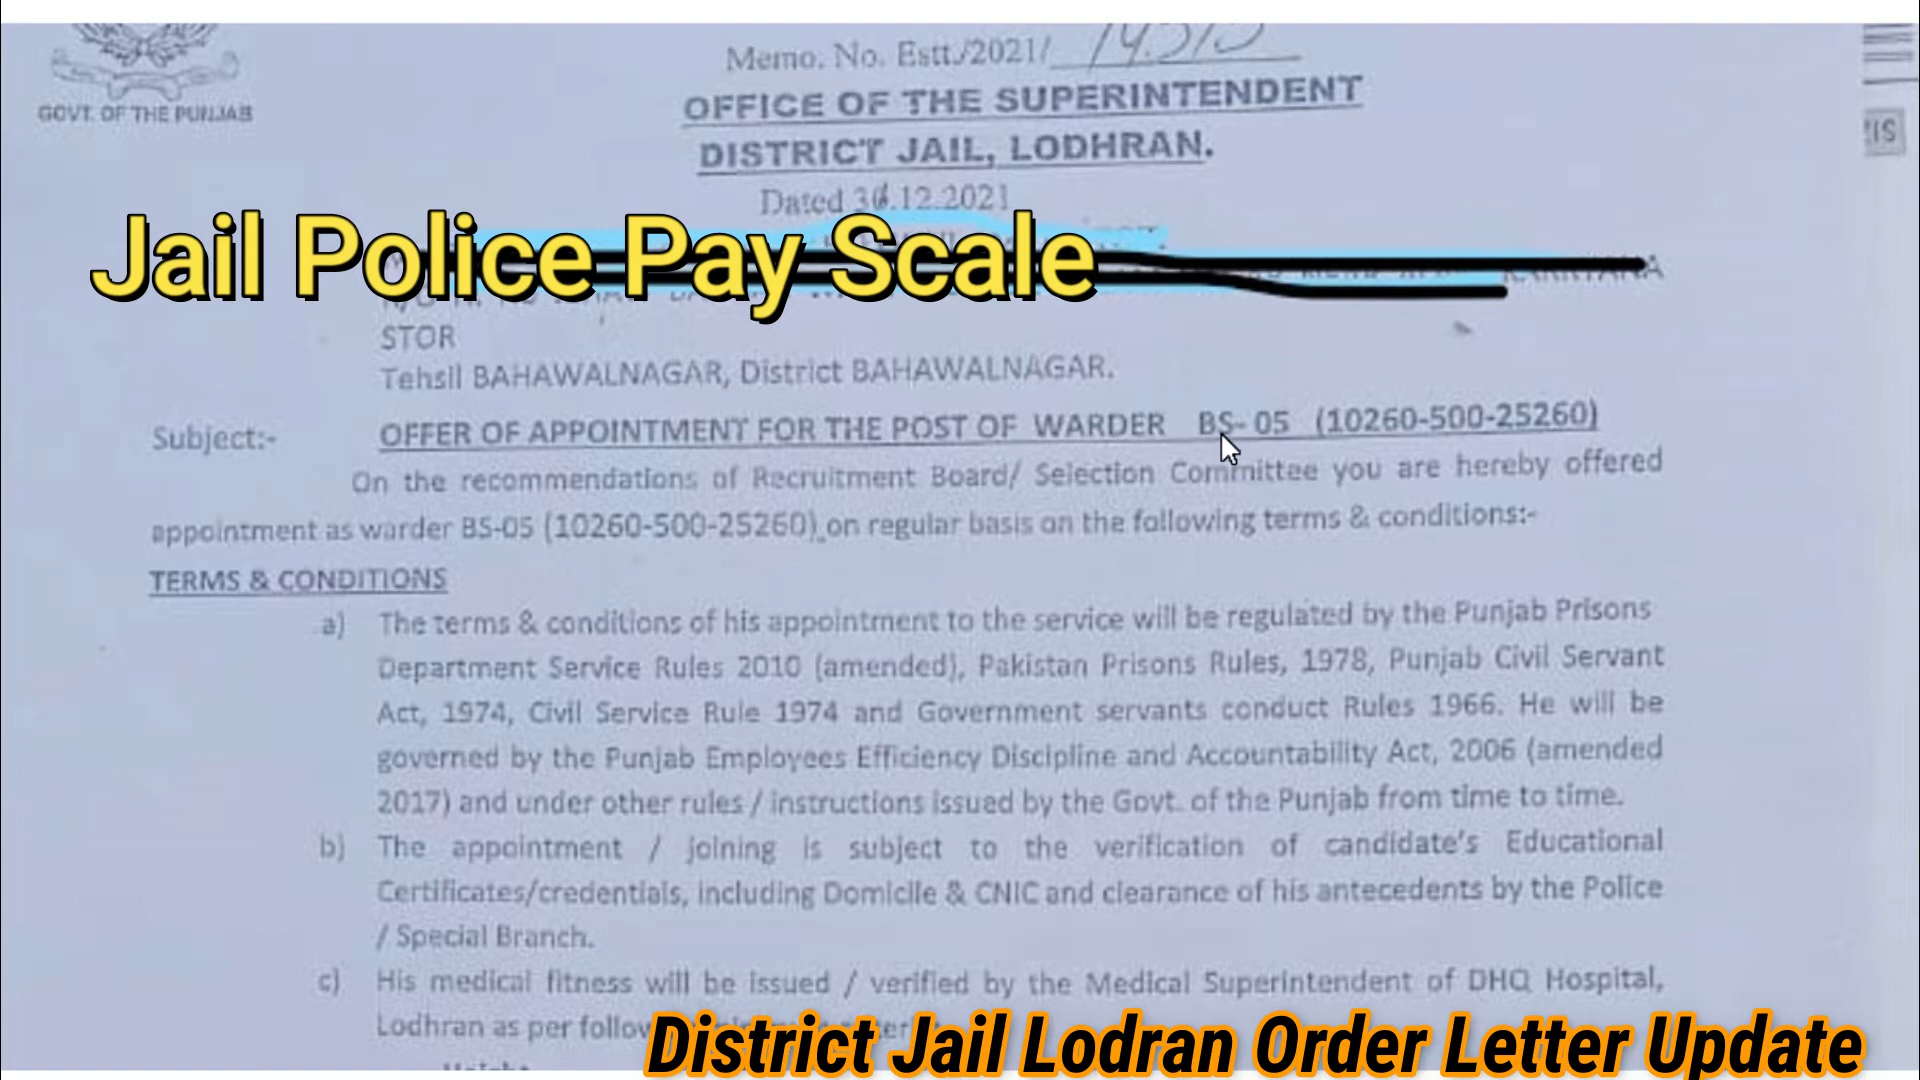 Memo. No. Estt./2021/
GOVT. OF THE PUNJAB
OFFICE OF THE SUPERINTENDENT
DISTRICT JAIL, LODHRAN.
Dated .12.2021
Jail Police Pay Scale
STOR
Tehsil BAHAWALNAGAR, District BAHAWALNAGAR.
Subject:- OFFER OF APPOINTMENT FOR THE POST OF WARDER BS- 05 (10260-500-25260)
On the recommendations of Recruitment Board/ Selection Committee you are hereby offered
appointment as warder BS-05 (10260-500-25260) on regular basis on the following terms & conditions:-
TERMS & CONDITIONS
a) The terms & conditions of his appointment to the service will be regulated by the Punjab Prisons
Department Service Rules 2010 (amended), Pakistan Prisons Rules, 1978, Punjab Civil Servant
Act, 1974, Civil Service Rule 1974 and Government servants conduct Rules 1966. He will be
governed by the Punjab Employees Efficiency Discipline and Accountability Act, 2006 (amended
2017) and under other rules / instructions issued by the Govt. of the Punjab from time to time.
b) The appointment / joining is subject to the verification of candidate's Educational
Certificates/credentials, including Domicile & CNIC and clearance of his antecedents by the Police
/ Special Branch.
c) His medical fitness will be issued / verified by the Medical Superintendent of DHQ Hospital,
Lodhran as per
District Jail Lodran Order Letter Update